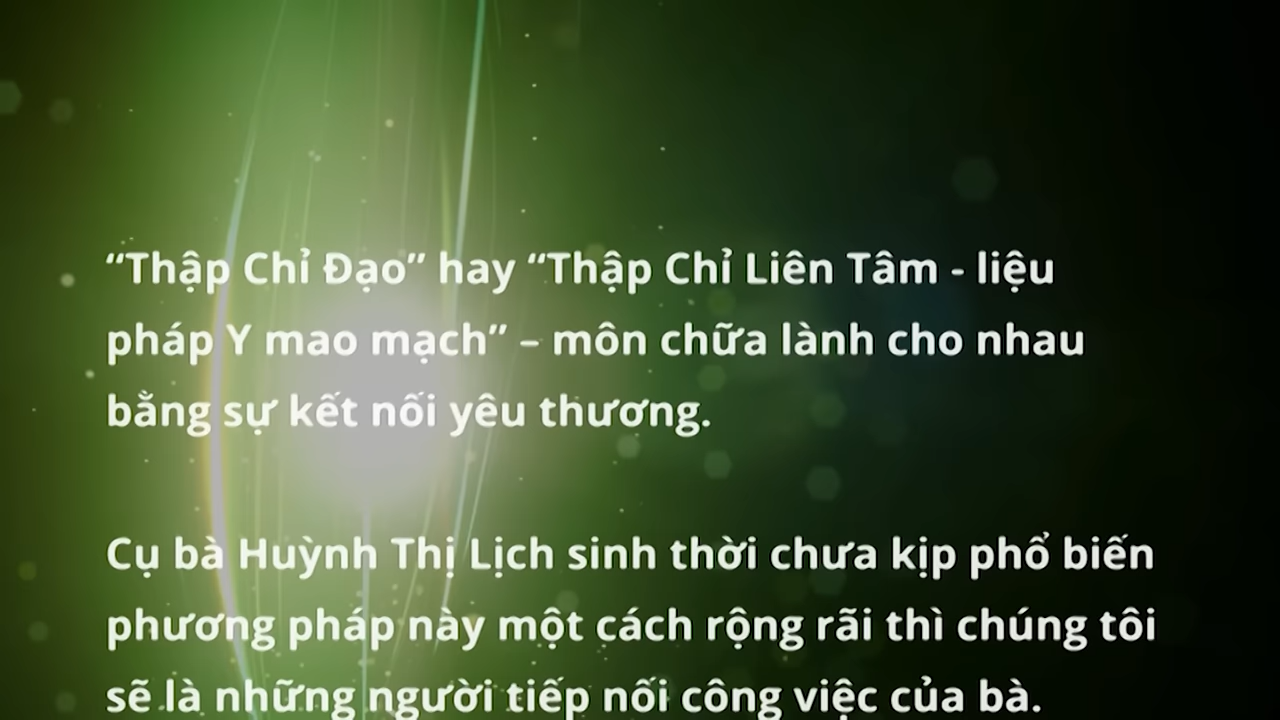 “Thập Chỉ Đạo” hay “Thập Chỉ Liên Tâm - liệu
pháp Y mao mạch” – môn chữa lành cho nhau
bằng sự kết nối yêu thương.
Cụ bà Huỳnh Thị Lịch sinh thời chưa kịp phổ biến
phương pháp này một cách rộng rãi thì chúng tôi
sẽ là những người tiếp nối công việc của bà.